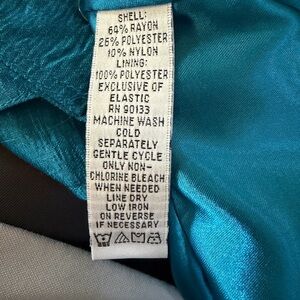 SHELL:
64% RAYON
26% POLYESTER
10% NYLON
LINING:
100% POLYESTER
EXCLUSIVE OF
ELASTIC
RN 90133
MACHINE WASH
COLD
SEPARATELY
GENTLE CYCLE
ONLY NON-
CHLORINE BLEACH
WHEN NEEDED
LINE DRY
LOW IRON
ON REVERSE
IF NECESSARY